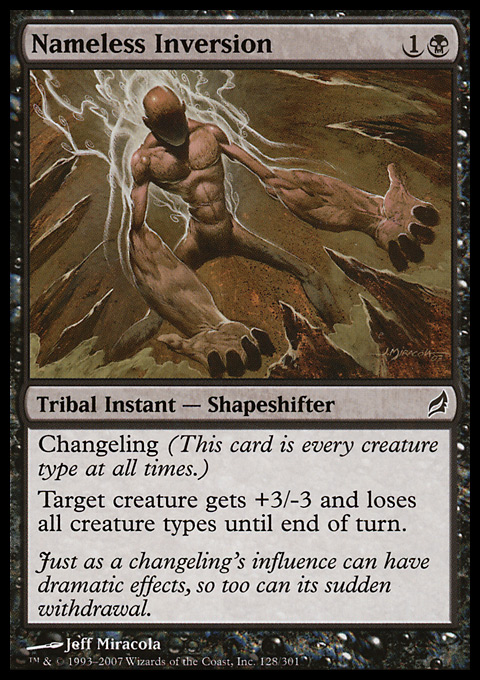 Nameless Inversion 1
J. MIRACOLA 07
Tribal Instant — Shapeshifter
Changeling (This card is every creature
type at all times.)
Target creature gets +3/-3 and loses
all creature types until end of turn.
Just as a changeling's influence can have
dramatic effects, so too can its sudden
withdrawal.
Jeff Miracola
™ & © 1993–2007 Wizards of the Coast, Inc. 128/301